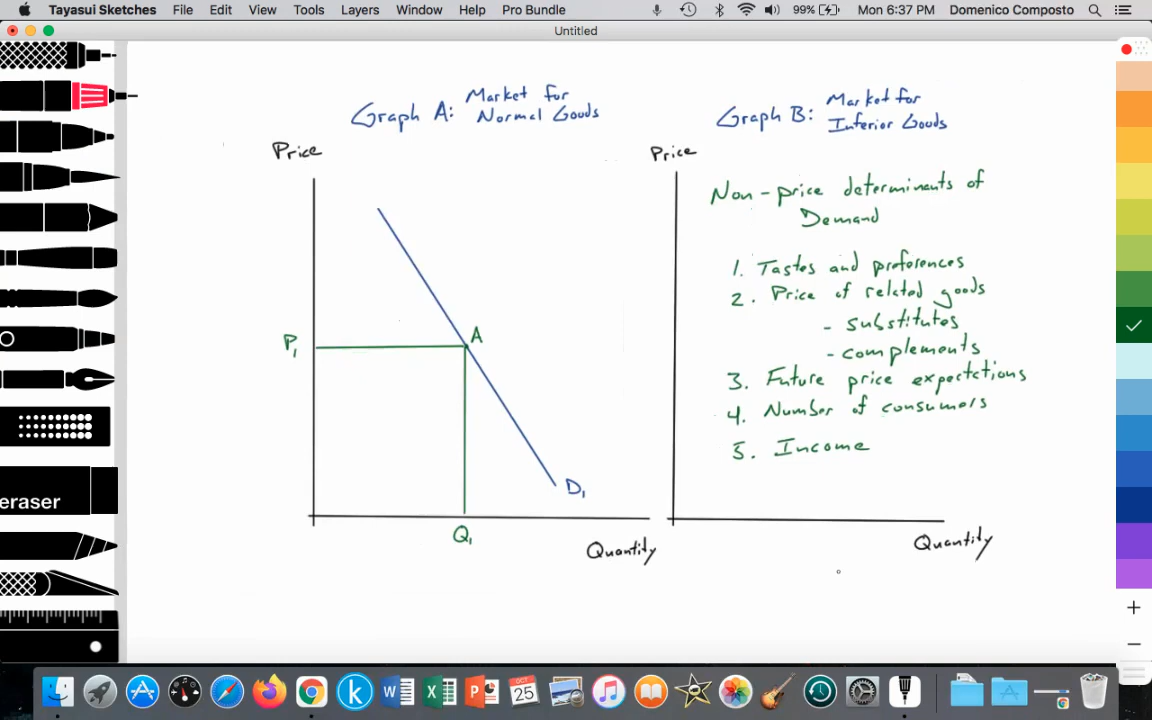 Tayasui Sketches File Edit View Tools Layers Window Help Pro Bundle 99% Mon 6:37 PM Domenico Composto
Untitled
Graph A: Market for
Normal Goods
Price
P1
A
D1
Q1
Quantity
Graph B: Market for
Inferior Goods
Price
Non-price determinants of
Demand
1. Tastes and preferences
2. Price of related goods
- substitutes
- complements
3. Future price expectations
4. Number of consumers
5. Income
Quantity
eraser
OCT
25